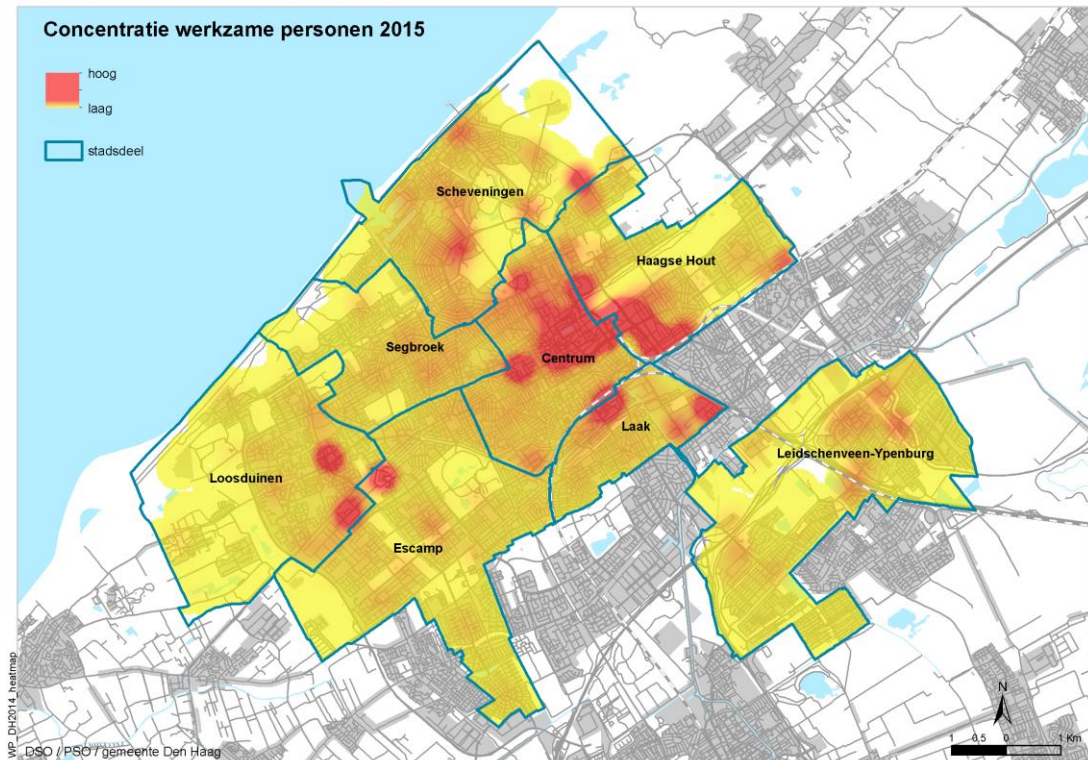 Concentratie werkzame personen 2015
hoog
laag
stadsdeel
Scheveningen
Haagse Hout
Segbroek
Centrum
Laak
Leidschenveen-Ypenburg
Loosduinen
Escamp
WP_DH2014_heatmap
DSO / PSO / gemeente Den Haag
N
1 0.5 0 1 Km